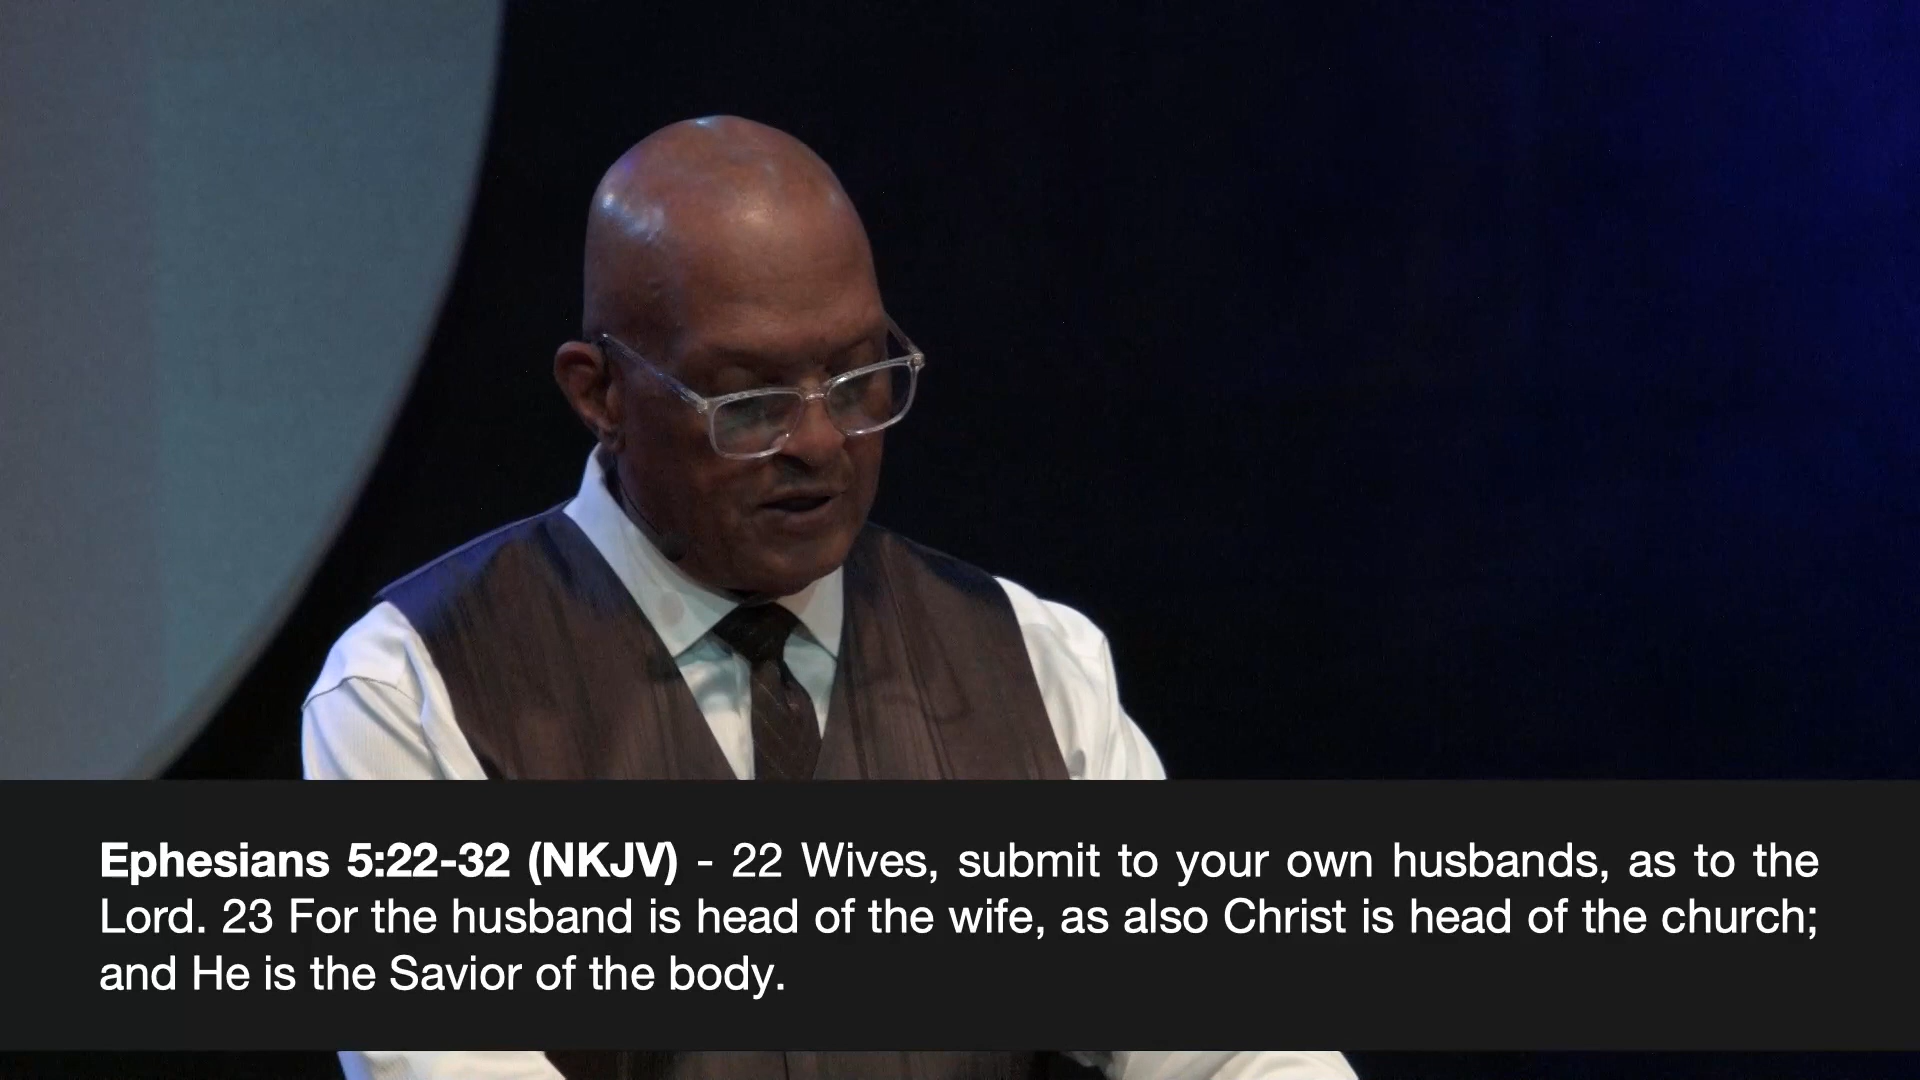 Ephesians 5:22-32 (NKJV) - 22 Wives, submit to your own husbands, as to the
Lord. 23 For the husband is head of the wife, as also Christ is head of the church;
and He is the Savior of the body.